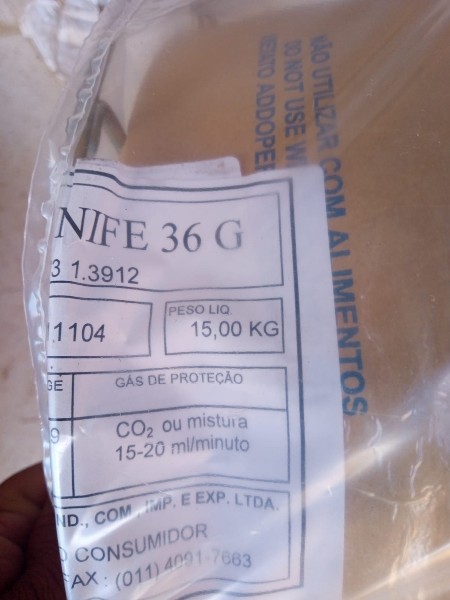 NÃO UTILIZAR COM ALIMENTOS
DO NOT USE W
NIFE 36 G
3 1.3912
.1104
PESO LIQ.
15,00 KG
GÊ
GÁS DE PROTEÇÃO
9
CO₂ ou mistura
15-20 ml/minuto
ND., COM., IMP. E EXP. LTDA.
O CONSUMIDOR
FAX : (011) 4091-7663